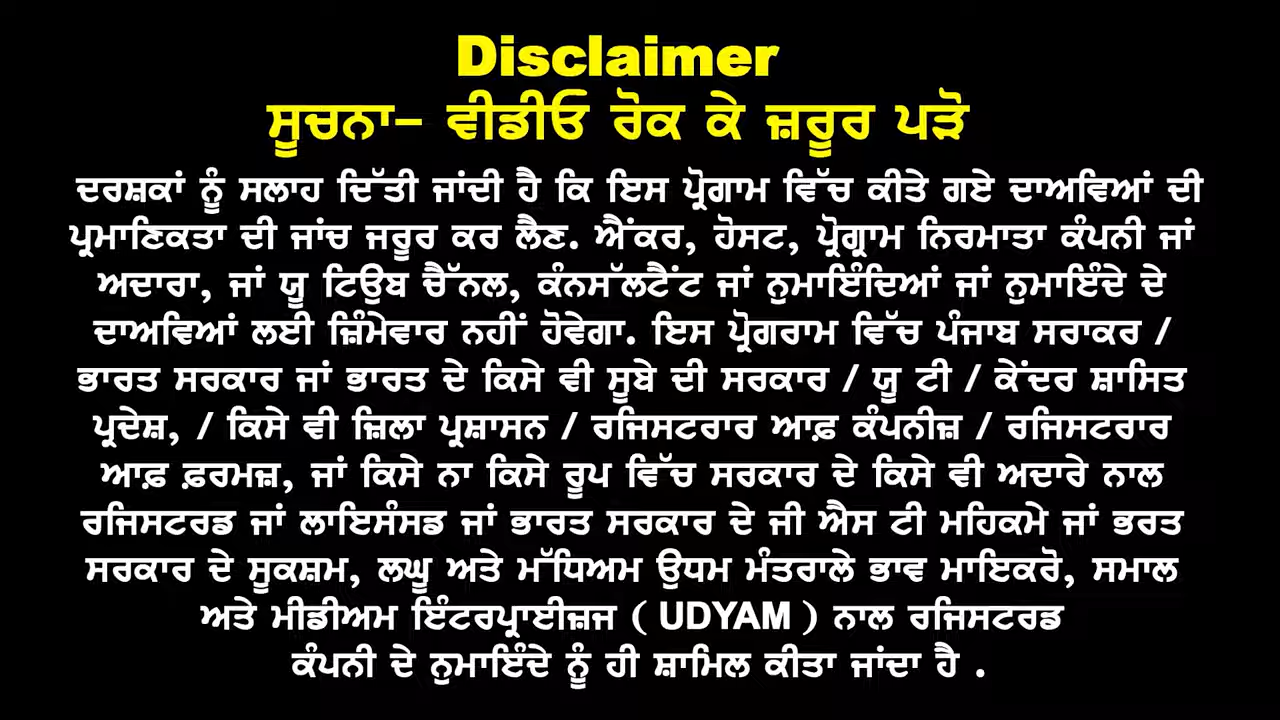 Disclaimer
ਸੂਚਨਾ- ਵੀਡੀਓ ਰੋਕ ਕੇ ਜ਼ਰੂਰ ਪੜੋ
ਦਰਸ਼ਕਾਂ ਨੂੰ ਸਲਾਹ ਦਿੱਤੀ ਜਾਂਦੀ ਹੈ ਕਿ ਇਸ ਪ੍ਰੋਗਾਮ ਵਿੱਚ ਕੀਤੇ ਗਏ ਦਾਅਵਿਆਂ ਦੀ
ਪ੍ਰਮਾਣਿਕਤਾ ਦੀ ਜਾਂਚ ਜਰੂਰ ਕਰ ਲੈਣ. ਐਂਕਰ, ਹੋਸਟ, ਪ੍ਰੋਗ੍ਰਾਮ ਨਿਰਮਾਤਾ ਕੰਪਨੀ ਜਾਂ
ਅਦਾਰਾ, ਜਾਂ ਯੂ ਟਿਉਬ ਚੈੱਨਲ, ਕੰਨਸੱਲਟੈਂਟ ਜਾਂ ਨੁਮਾਇੰਦਿਆਂ ਜਾਂ ਨੁਮਾਇੰਦੇ ਦੇ
ਦਾਅਵਿਆਂ ਲਈ ਜ਼ਿੰਮੇਵਾਰ ਨਹੀਂ ਹੋਵੇਗਾ. ਇਸ ਪ੍ਰੋਗਰਾਮ ਵਿੱਚ ਪੰਜਾਬ ਸਰਾਕਰ /
ਭਾਰਤ ਸਰਕਾਰ ਜਾਂ ਭਾਰਤ ਦੇ ਕਿਸੇ ਵੀ ਸੂਬੇ ਦੀ ਸਰਕਾਰ / ਯੂ ਟੀ / ਕੇਂਦਰ ਸ਼ਾਸਿਤ
ਪ੍ਰਦੇਸ਼, / ਕਿਸੇ ਵੀ ਜ਼ਿਲਾ ਪ੍ਰਸ਼ਾਸਨ / ਰਜਿਸਟਰਾਰ ਆਫ਼ ਕੰਪਨੀਜ਼ / ਰਜਿਸਟਰਾਰ
ਆਫ਼ ਫ਼ਰਮਜ਼, ਜਾਂ ਕਿਸੇ ਨਾ ਕਿਸੇ ਰੂਪ ਵਿੱਚ ਸਰਕਾਰ ਦੇ ਕਿਸੇ ਵੀ ਅਦਾਰੇ ਨਾਲ
ਰਜਿਸਟਰਡ ਜਾਂ ਲਾਇਸੰਸਡ ਜਾਂ ਭਾਰਤ ਸਰਕਾਰ ਦੇ ਜੀ ਐਸ ਟੀ ਮਹਿਕਮੇ ਜਾਂ ਭਰਤ
ਸਰਕਾਰ ਦੇ ਸੂਕਸ਼ਮ, ਲਘੂ ਅਤੇ ਮੱਧਿਅਮ ਉਧਮ ਮੰਤਰਾਲੇ ਭਾਵ ਮਾਇਕਰੋ, ਸਮਾਲ
ਅਤੇ ਮੀਡੀਅਮ ਇੰਟਰਪ੍ਰਾਈਜ਼ਜ ( UDYAM ) ਨਾਲ ਰਜਿਸਟਰਡ
ਕੰਪਨੀ ਦੇ ਨੁਮਾਇੰਦੇ ਨੂੰ ਹੀ ਸ਼ਾਮਿਲ ਕੀਤਾ ਜਾਂਦਾ ਹੈ .